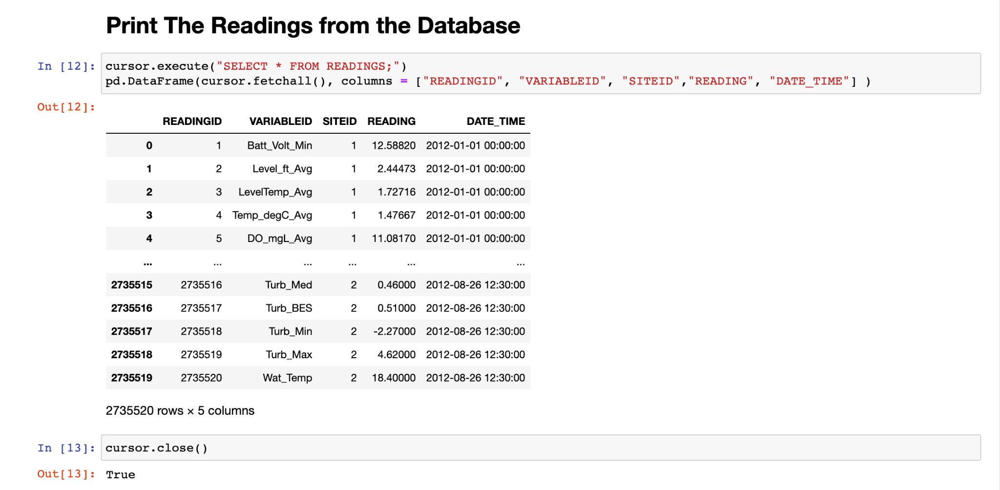 Print The Readings from the Database
In [12]: cursor.execute("SELECT * FROM READINGS;")
pd.DataFrame(cursor.fetchall(), columns = ["READINGID", "VARIABLEID", "SITEID","READING", "DATE_TIME"] )
Out[12]:
READINGID VARIABLEID SITEID READING DATE_TIME
0 1 Batt_Volt_Min 1 12.58820 2012-01-01 00:00:00
1 2 Level_ft_Avg 1 2.44473 2012-01-01 00:00:00
2 3 LevelTemp_Avg 1 1.72716 2012-01-01 00:00:00
3 4 Temp_degC_Avg 1 1.47667 2012-01-01 00:00:00
4 5 DO_mgL_Avg 1 11.08170 2012-01-01 00:00:00
... ... ... ... ... ...
2735515 2735516 Turb_Med 2 0.46000 2012-08-26 12:30:00
2735516 2735517 Turb_BES 2 0.51000 2012-08-26 12:30:00
2735517 2735518 Turb_Min 2 -2.27000 2012-08-26 12:30:00
2735518 2735519 Turb_Max 2 4.62000 2012-08-26 12:30:00
2735519 2735520 Wat_Temp 2 18.40000 2012-08-26 12:30:00
2735520 rows × 5 columns
In [13]: cursor.close()
Out[13]: True